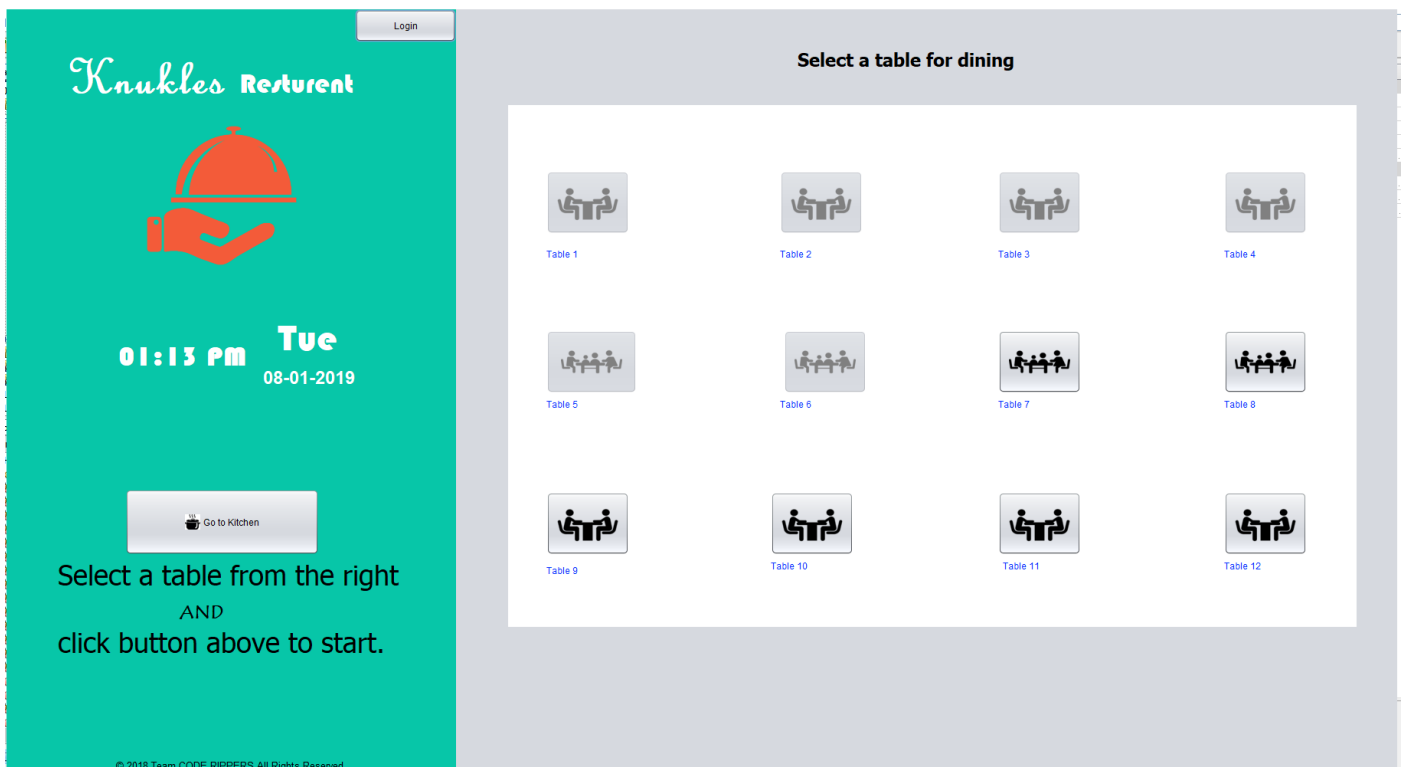 Login
Knukles Resturent
01:13 PM
Tue
08-01-2019
Go to Kitchen
Select a table from the right
AND
click button above to start.
© 2018 Team CODE RIPPERS All Rights Reserved
Select a table for dining
Table 1
Table 2
Table 3
Table 4
Table 5
Table 6
Table 7
Table 8
Table 9
Table 10
Table 11
Table 12